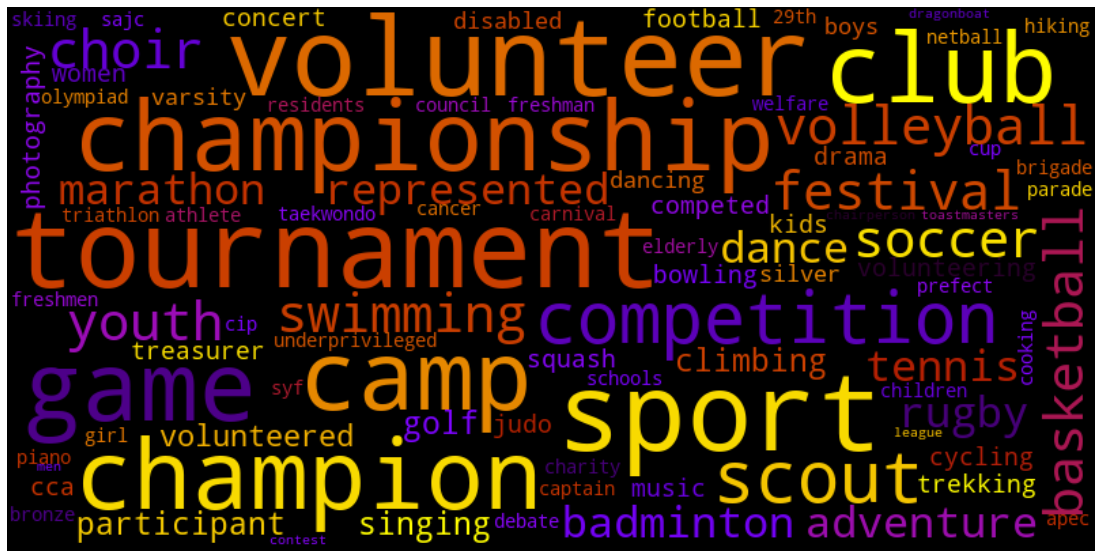 skiing sajc concert disabled football 29th boys dragonboat netball hiking
choir volunteer club
women
photography
olympiad varsity residents council freshman welfare
championship volleyball
drama cup
marathon represented dancing festival brigade parade
triathlon athlete taekwondo cancer carnival competed chairperson toastmasters
kids
tournament elderly dance soccer
bowling silver volunteering
basketball
freshmen prefect
youth cip swimming competition
treasurer underprivileged squash climbing tennis cooking
game syf camp schools children
sport rugby
girl volunteered golf judo league
piano men champion charity scout cycling
cca captain music trekking
bronze participant singing debate badminton adventure apec
contest